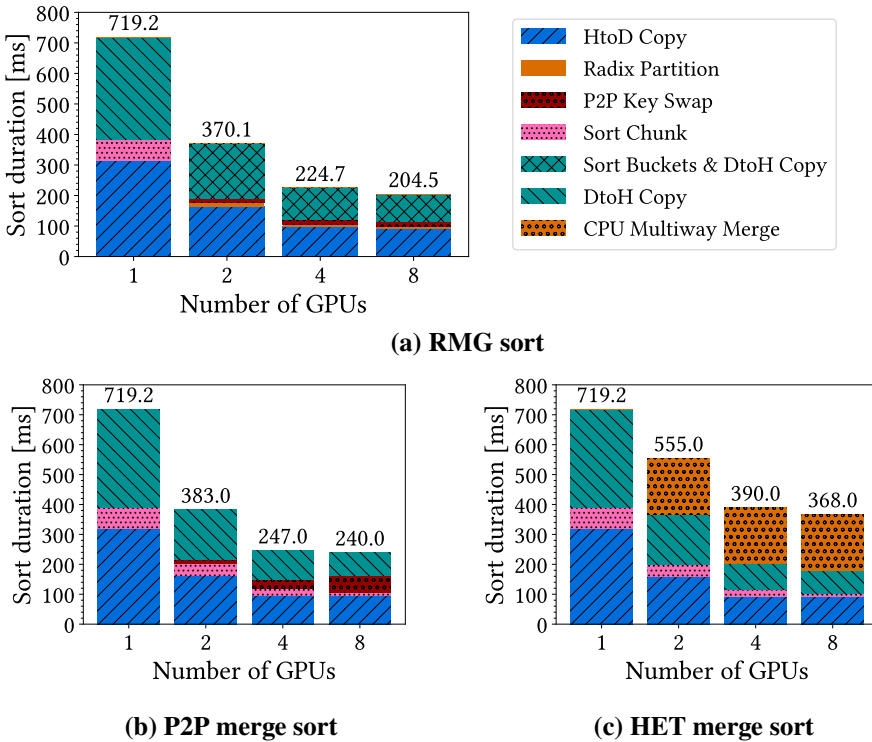 800
700
600
500
400
300
200
100
0
Sort duration [ms]
719.2
370.1
224.7
204.5
1 2 4 8
Number of GPUs
HtoD Copy
Radix Partition
P2P Key Swap
Sort Chunk
Sort Buckets & DtoH Copy
DtoH Copy
CPU Multiway Merge
(a) RMG sort
800
700
600
500
400
300
200
100
0
Sort duration [ms]
719.2
383.0
247.0
240.0
1 2 4 8
Number of GPUs
(b) P2P merge sort
800
700
600
500
400
300
200
100
0
Sort duration [ms]
719.2
555.0
390.0
368.0
1 2 4 8
Number of GPUs
(c) HET merge sort